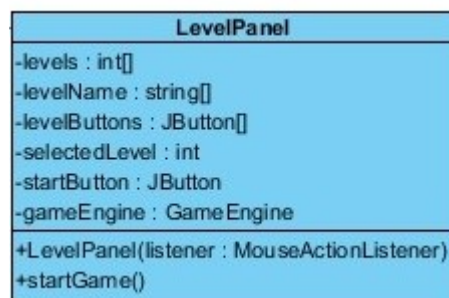 LevelPanel
-levels : int[]
-levelName : string[]
-levelButtons : JButton[]
-selectedLevel : int
-startButton : JButton
-gameEngine : GameEngine
+LevelPanel(listener : MouseActionListener)
+startGame()